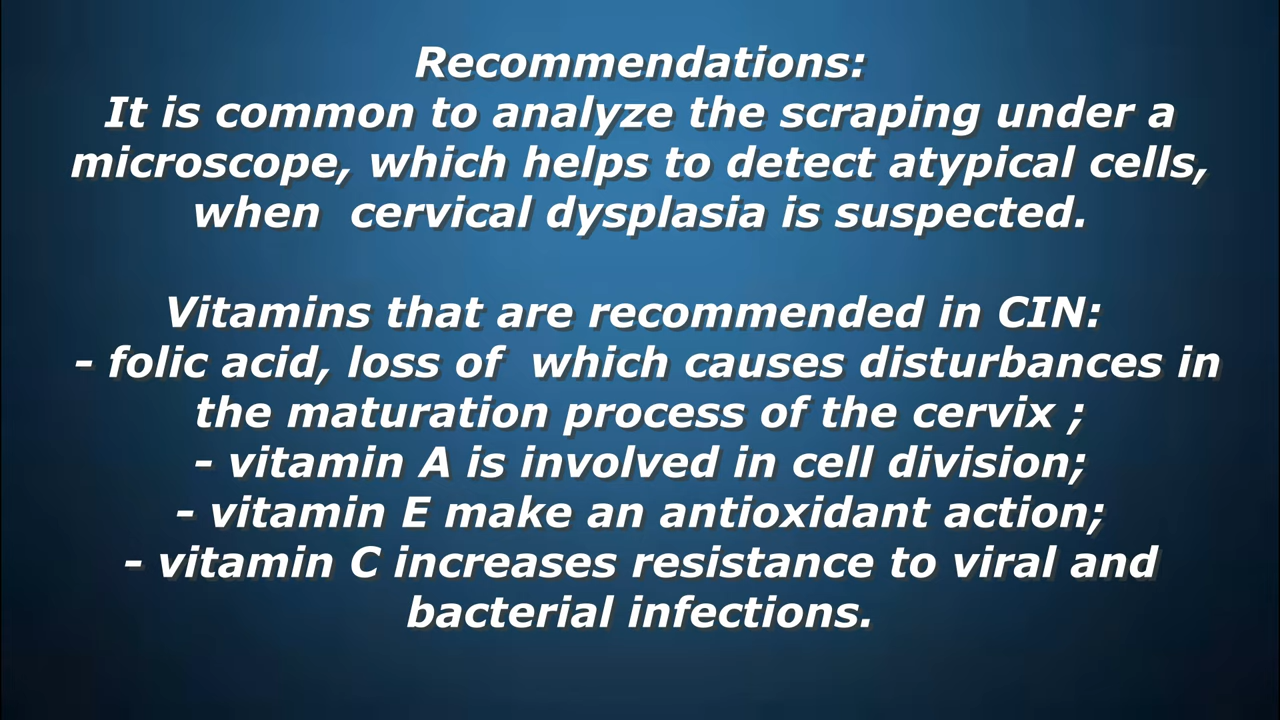 Recommendations:
It is common to analyze the scraping under a
microscope, which helps to detect atypical cells,
when  cervical dysplasia is suspected.
Vitamins that are recommended in CIN:
- folic acid, loss of  which causes disturbances in
the maturation process of the cervix ;
- vitamin A is involved in cell division;
- vitamin E make an antioxidant action;
- vitamin C increases resistance to viral and
bacterial infections.